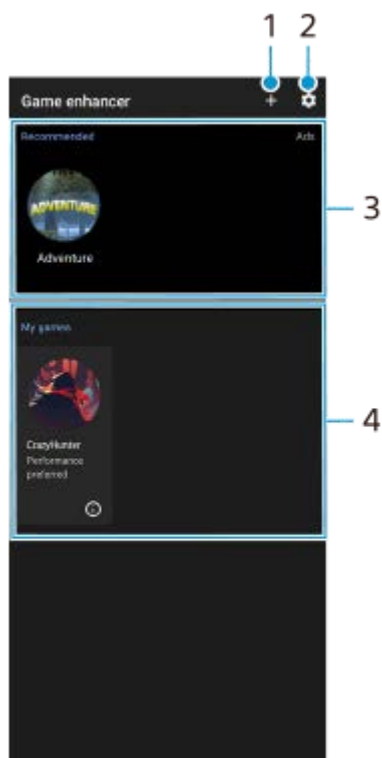 1 2
Game enhancer
Recommended Ads
ADVENTURE
3
Adventure
My games
4
CrazyHunter
Performance
preferred